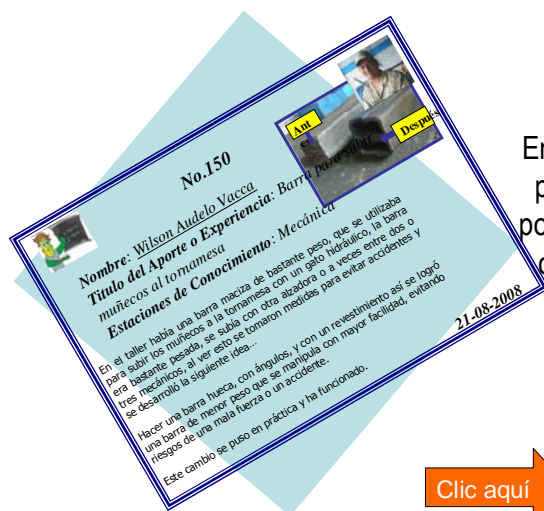 No.150
Nombre: Wilson Audelo Vacca
Titulo del Aporte o Experiencia: Barra para subir
muñecos al tornamesa
Estaciones de Conocimiento: Mecánica
Ant
es
Después
En el taller había una barra maciza de bastante peso, que se utilizaba
para subir los muñecos a la tornamesa con un gato hidráulico, la barra
era bastante pesada, se subía con otra alzadora o a veces entre dos o
tres mecánicos, al ver esto se tomaron medidas para evitar accidentes y
se desarrolló la siguiente idea...
Hacer una barra hueca, con ángulos, y con un revestimiento así se logró
una barra de menor peso que se manipula con mayor facilidad, evitando
riesgos de una mala fuerza o un accidente.
Este cambio se puso en práctica y ha funcionado.
21-08-2008
Clic aquí